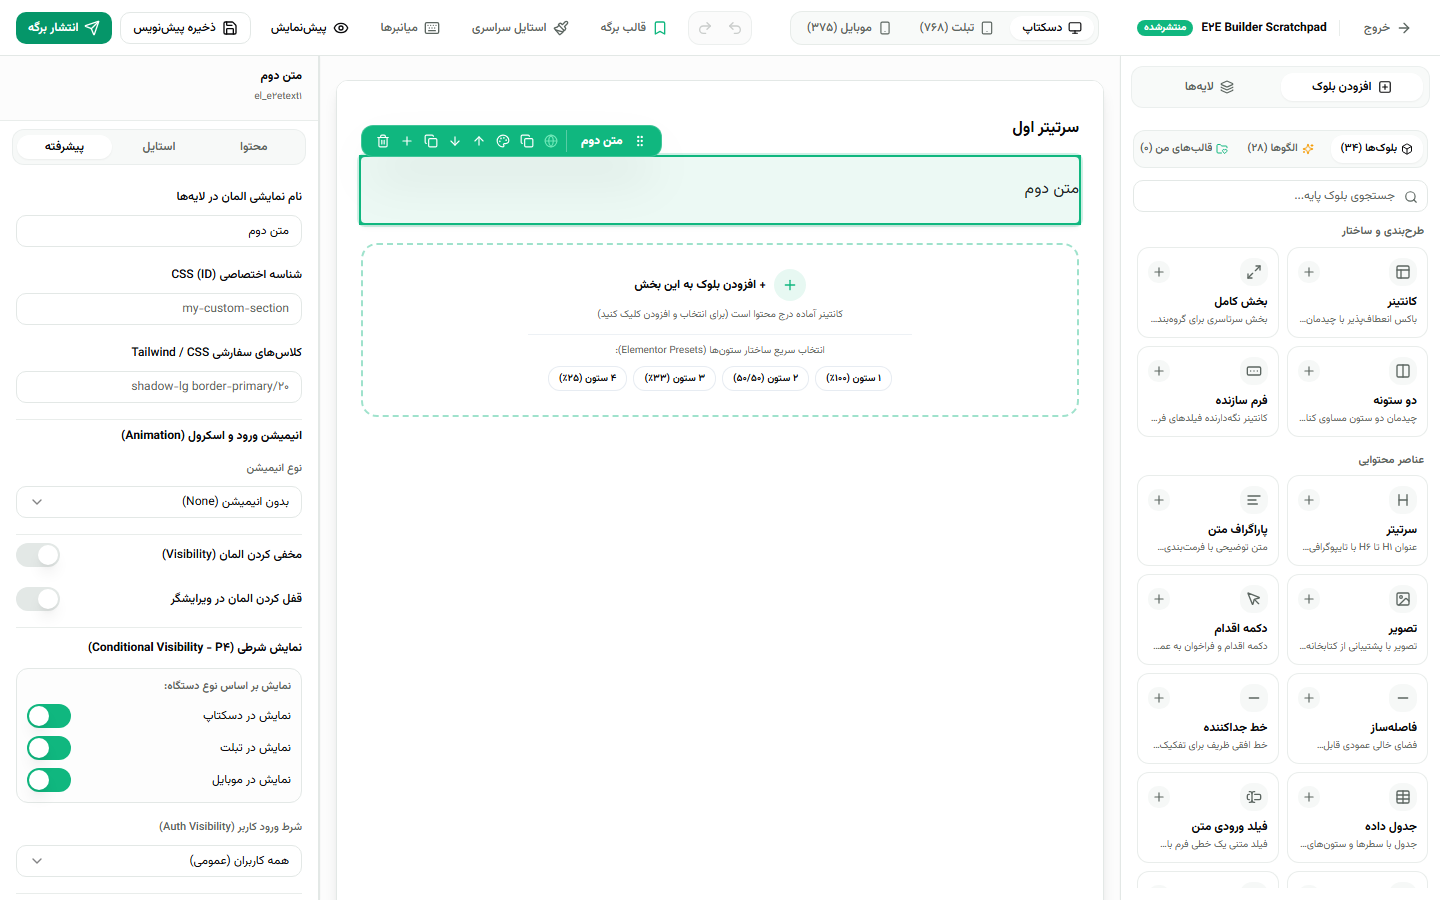 خروج
E۲E Builder Scratchpad
منتشرشده
دسکتاپ
تبلت (۷۶۸)
موبایل (۳۷۵)
قالب برگه
استایل سراسری
میانبرها
پیش‌نمایش
ذخیره پیش‌نویس
انتشار برگه
افزودن بلوک
لایه‌ها
بلوک‌ها (۳۴)
الگوها (۲۸)
قالب‌های من (۰)
جستجوی بلوک پایه...
طرح‌بندی و ساختار
کانتینر
باکس انعطاف‌پذیر با چیدمان...
بخش کامل
بخش سرتاسری برای گروه‌بند...
دو ستونه
چیدمان دو ستون مساوی کنا...
فرم سازنده
کانتینر نگه‌دارنده فیلدهای فر...
عناصر محتوایی
سرتیتر
عنوان H۱ تا H۶ با تایپوگرافی...
پاراگراف متن
متن توضیحی با فرمت‌بندی...
تصویر
تصویر با پشتیبانی از کتابخانه...
دکمه اقدام
دکمه اقدام و فراخوان به عمـ...
فاصله‌ساز
فضای خالی عمودی قابل...
خط جداکننده
خط افقی ظریف برای تفکیک...
جدول داده
جدول با سطرها و ستون‌های...
فیلد ورودی متن
فیلد متنی یک خطی فرم با...
سرتیتر اول
متن دوم
متن دوم
+ افزودن بلوک به این بخش
کانتینر آماده درج محتوا است (برای انتخاب و افزودن کلیک کنید)
انتخاب سریع ساختار ستون‌ها (Elementor Presets):
۱ ستون (۱۰۰٪)
۲ ستون (۵۰/۵۰)
۳ ستون (۳۳٪)
۴ ستون (۲۵٪)
متن دوم
el_e۲etext۱
محتوا
استایل
پیشرفته
نام نمایشی المان در لایه‌ها
متن دوم
شناسه اختصاصی CSS (ID)
my-custom-section
کلاس‌های سفارشی Tailwind / CSS
shadow-lg border-primary/۲۰
انیمیشن ورود و اسکرول (Animation)
نوع انیمیشن
بدون انیمیشن (None)
مخفی کردن المان (Visibility)
قفل کردن المان در ویرایشگر
نمایش شرطی (Conditional Visibility - P۴)
نمایش بر اساس نوع دستگاه:
نمایش در دسکتاپ
نمایش در تبلت
نمایش در موبایل
شرط ورود کاربر (Auth Visibility)
همه کاربران (عمومی)